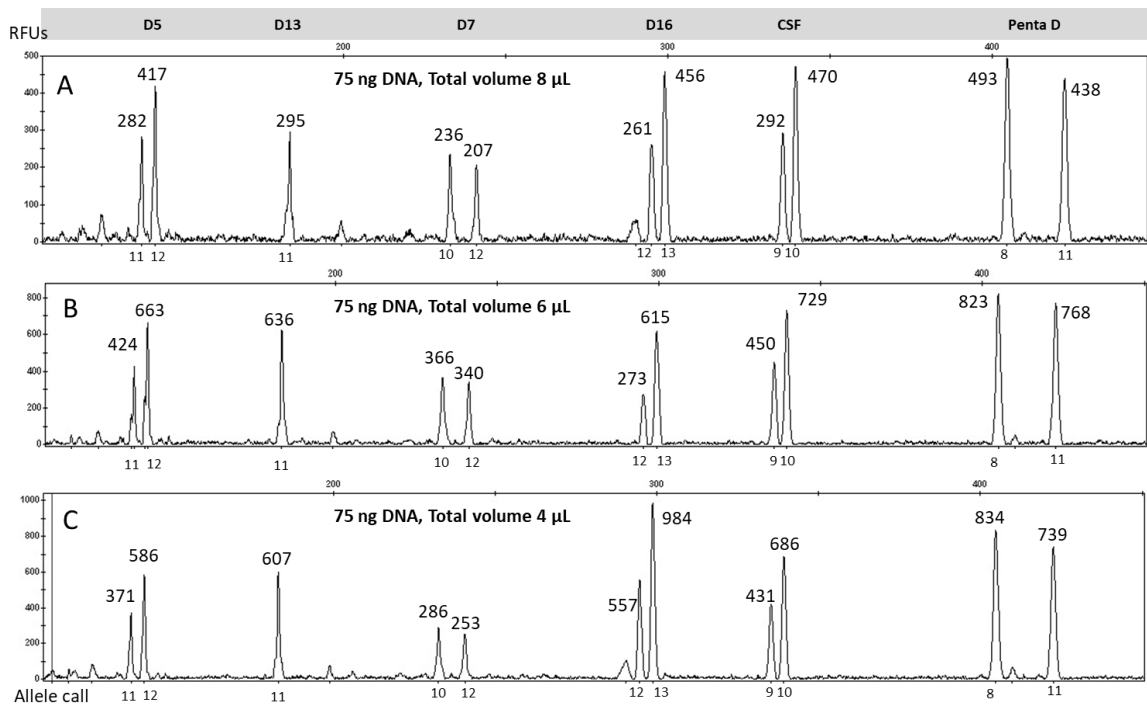 D5 D13 D7 D16 CSF Penta D
RFUs
200 300 400
A 75 ng DNA, Total volume 8 µL
500
400
300
200
100
0
282 417 295 236 207 261 456 292 470 493 438
11 12 11 10 12 12 13 9 10 8 11
200 300 400
B 75 ng DNA, Total volume 6 µL
800
600
400
200
0
424 663 636 366 340 273 615 450 729 823 768
11 12 11 10 12 12 13 9 10 8 11
200 300 400
C 75 ng DNA, Total volume 4 µL
1000
800
600
400
200
0
371 586 607 286 253 557 984 431 686 834 739
Allele call 11 12 11 10 12 12 13 9 10 8 11